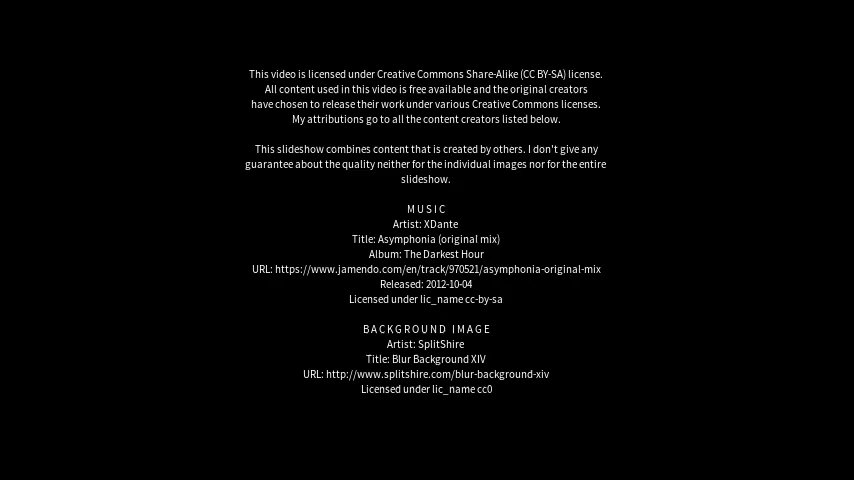 This video is licensed under Creative Commons Share-Alike (CC BY-SA) license.
All content used in this video is free available and the original creators
have chosen to release their work under various Creative Commons licenses.
My attributions go to all the content creators listed below.
This slideshow combines content that is created by others. I don't give any
guarantee about the quality neither for the individual images nor for the entire
slideshow.
MUSIC
Artist: XDante
Title: Asymphonia (original mix)
Album: The Darkest Hour
URL: https://www.jamendo.com/en/track/970521/asymphonia-original-mix
Released: 2012-10-04
Licensed under lic_name cc-by-sa
BACKGROUND IMAGE
Artist: SplitShire
Title: Blur Background XIV
URL: http://www.splitshire.com/blur-background-xiv
Licensed under lic_name cc0